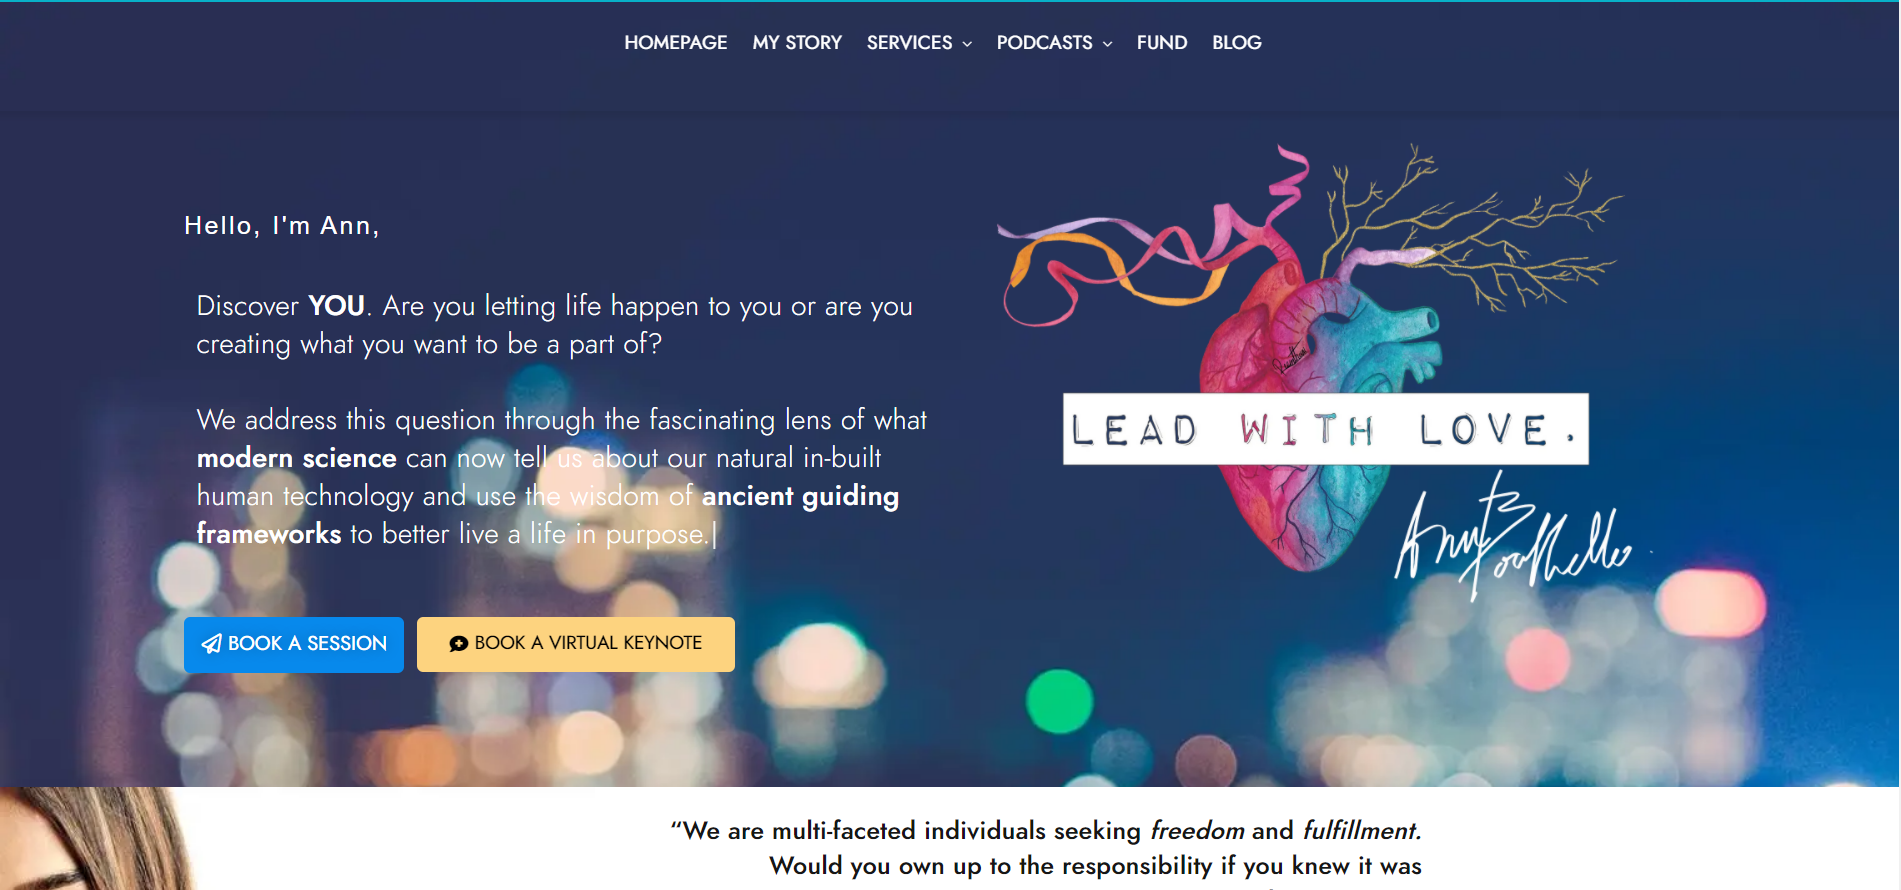 HOMEPAGE MY STORY SERVICES PODCASTS FUND BLOG
Hello, I'm Ann,
Discover YOU. Are you letting life happen to you or are you
creating what you want to be a part of?
We address this question through the fascinating lens of what
modern science can now tell us about our natural in-built
human technology and use the wisdom of ancient guiding
frameworks to better live a life in purpose.
BOOK A SESSION
BOOK A VIRTUAL KEYNOTE
LEAD WITH LOVE.
“We are multi-faceted individuals seeking freedom and fulfillment.
Would you own up to the responsibility if you knew it was